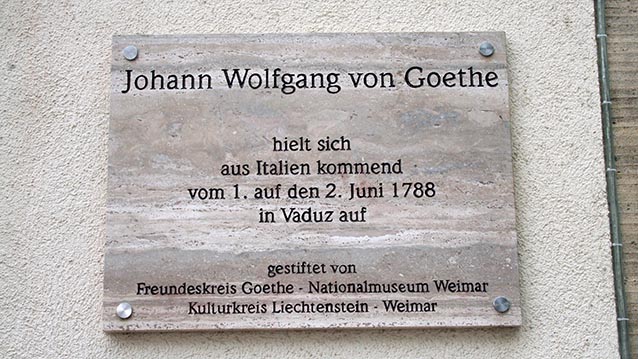 Johann Wolfgang von Goethe
hielt sich
aus Italien kommend
vom 1. auf den 2. Juni 1788
in Vaduz auf
gestiftet von
Freundeskreis Goethe - Nationalmuseum Weimar
Kulturkreis Liechtenstein - Weimar